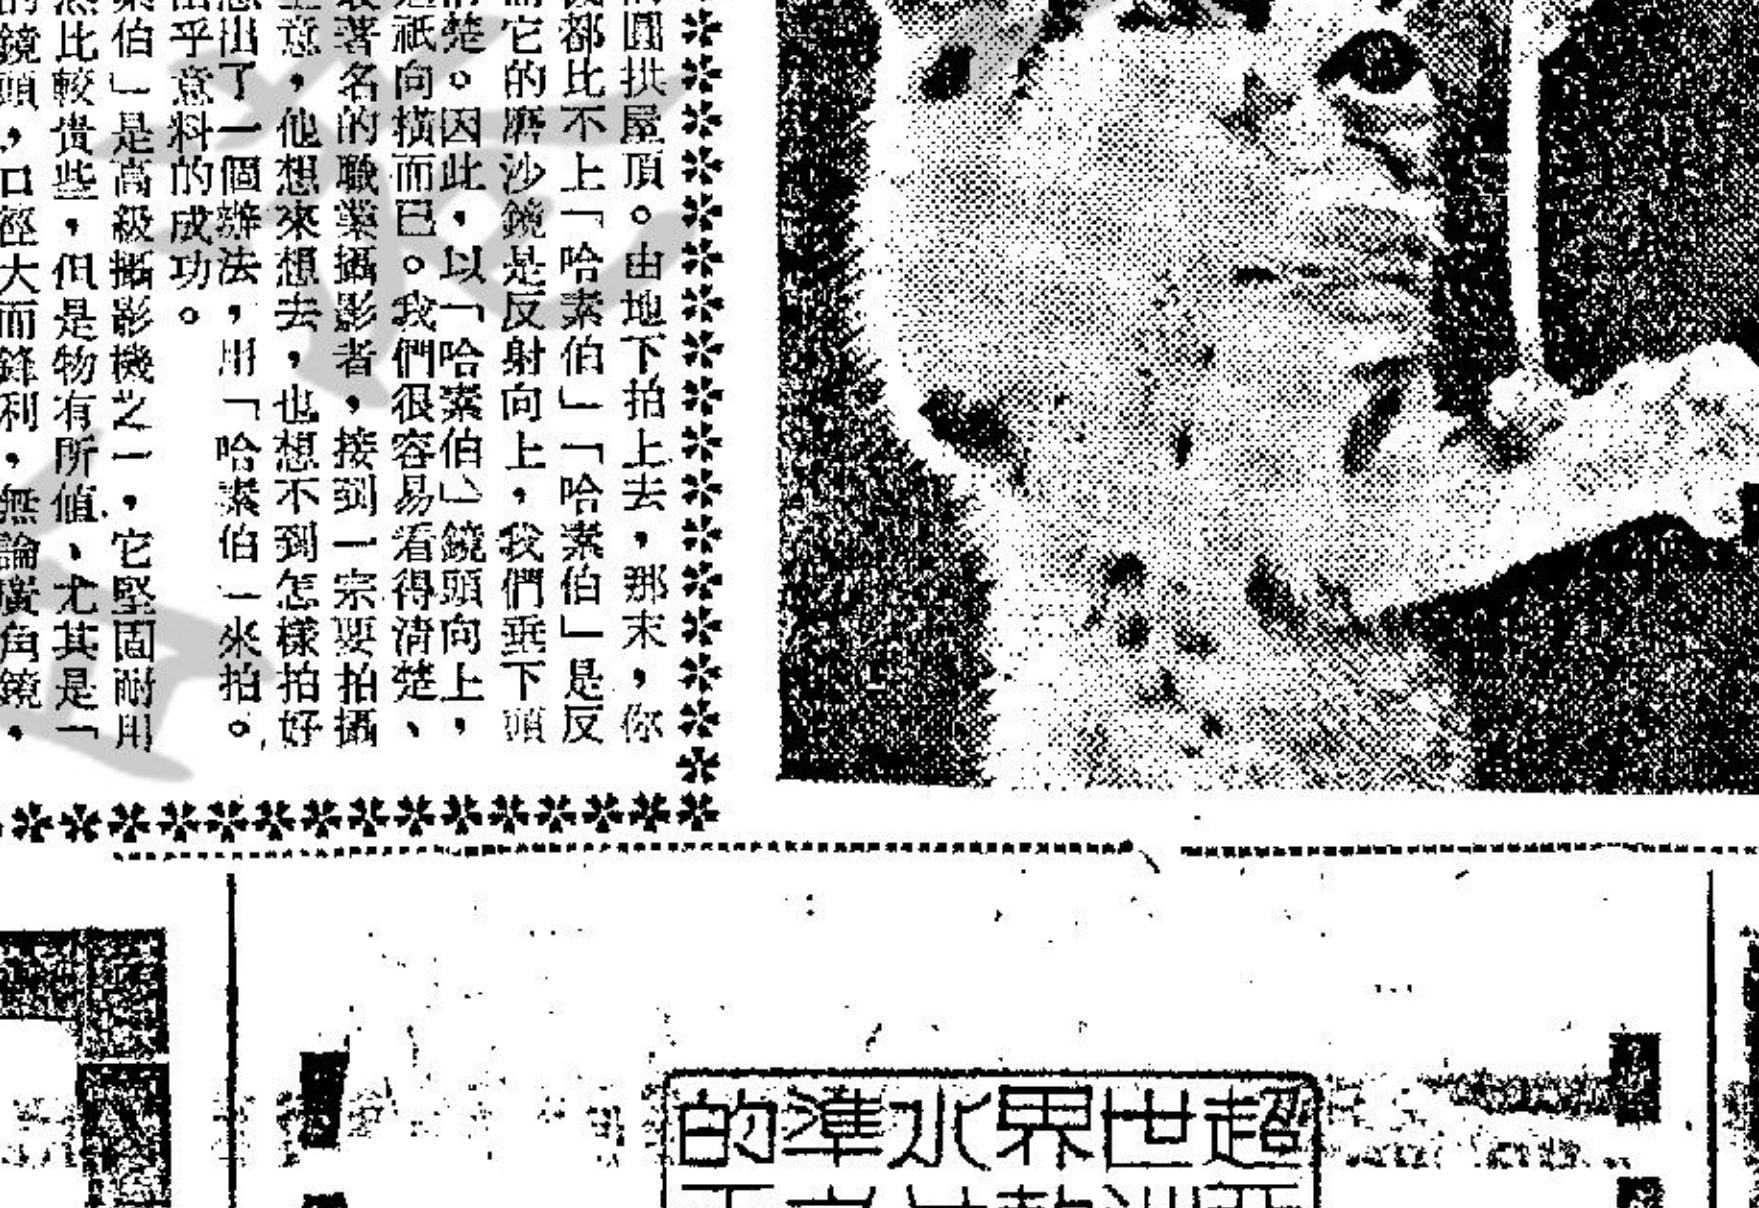 圓拱屋頂。由地下拍上去，那末，你
都比不上「哈素伯」「哈素伯」是反
它的磨沙鏡是反射向上，我們垂下頭
楚。因此，以「哈素伯」鏡頭向上，
祇向橫而已。我們很容易看得清楚、
著名的職業攝影者，接到一宗要拍攝
意，他想來想去，也想不到怎樣拍好
出了一個辦法，用「哈素伯」來拍。
乎意料的成功。
伯」是高級攝影機之一，它堅固耐用
比較貴些，但是物有所值、尤其是「
鏡頭，口徑大而鋒利，無論廣角鏡，
超世界水準的